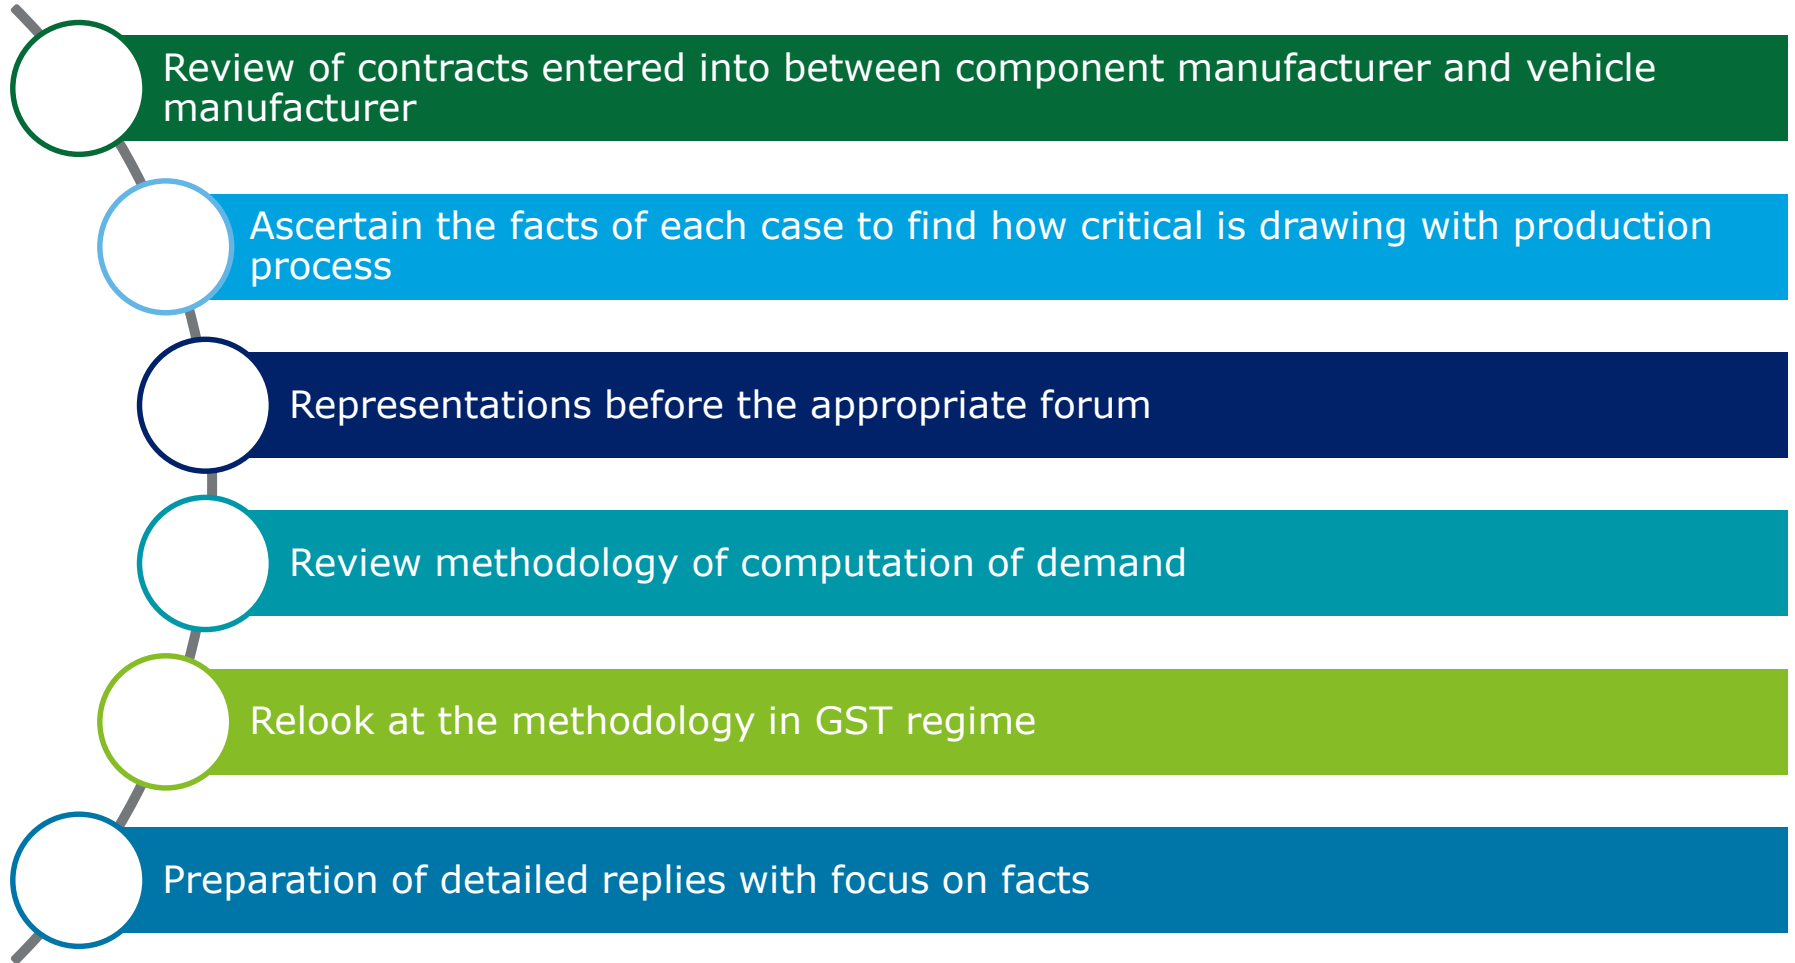 Review of contracts entered into between component manufacturer and vehicle
manufacturer
Ascertain the facts of each case to find how critical is drawing with production
process
Representations before the appropriate forum
Review methodology of computation of demand
Relook at the methodology in GST regime
Preparation of detailed replies with focus on facts